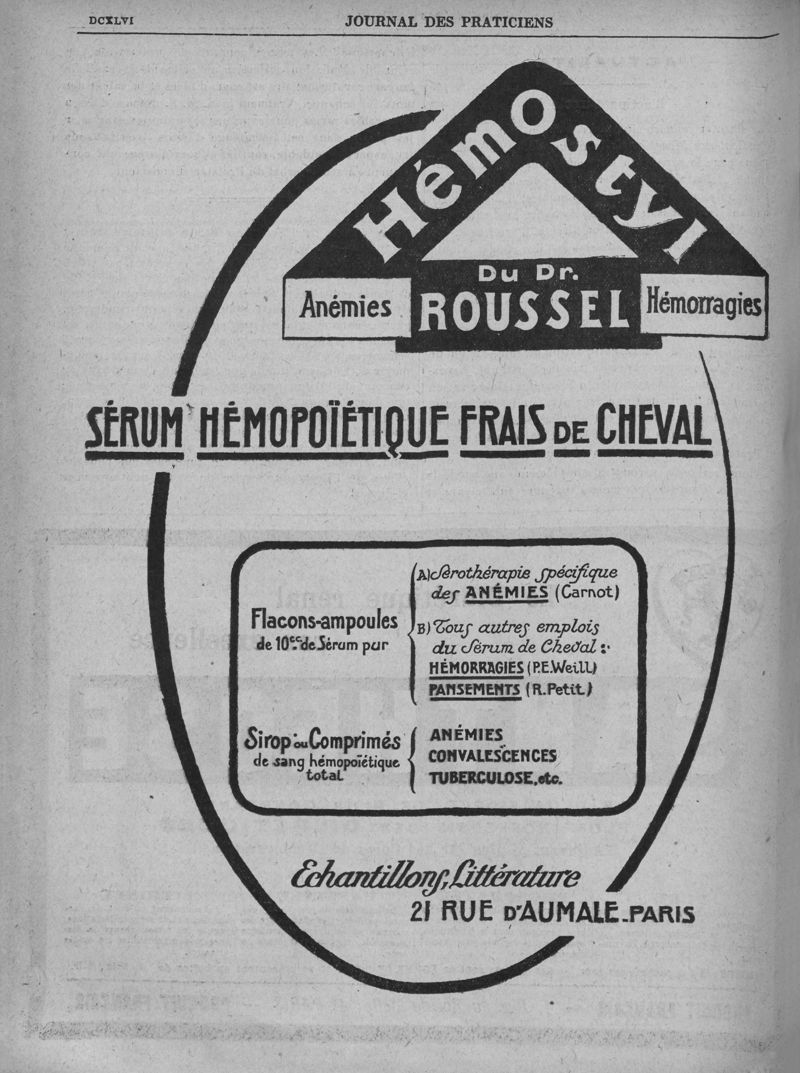 DCXLVI
JOURNAL DES PRATICIENS
Hémostyl
Du Dr.
ROUSSEL
Anémies
Hémorragies
SÉRUM HÉMOPOÏÉTIQUE FRAIS DE CHEVAL
Flacons-ampoules
de 10cc de Sérum pur
A) Sérothérapie spécifique
des ANÉMIES (Carnot)
B) Tous autres emplois
du Sérum de Cheval :
HÉMORRAGIES (P.E.Weill)
PANSEMENTS (R.Petit)
Sirop ou Comprimés
de sang hémopoïétique
total
ANÉMIES
CONVALESCENCES
TUBERCULOSE, etc.
Echantillons, Littérature
21 RUE D'AUMALE-PARIS